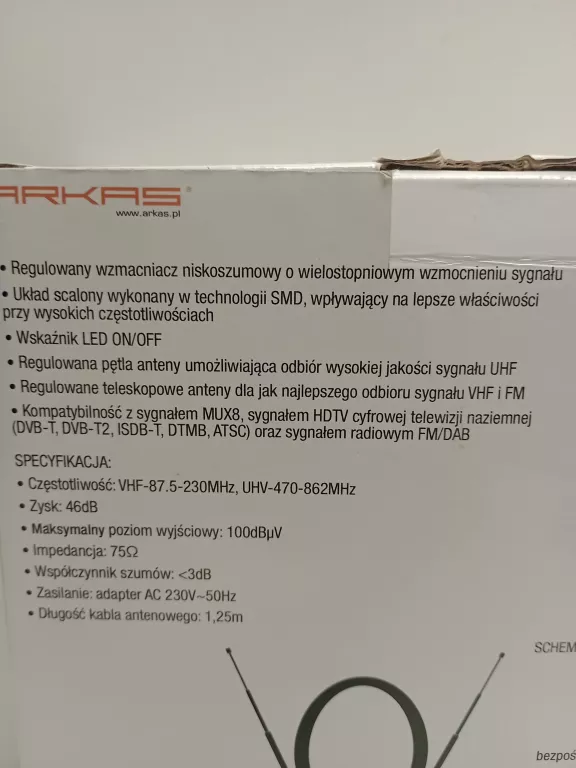 ARKAS®
www.arkas.pl
• Regulowany wzmacniacz niskoszumowy o wielostopniowym wzmocnieniu sygnału
• Układ scalony wykonany w technologii SMD, wpływający na lepsze właściwości
przy wysokich częstotliwościach
• Wskaźnik LED ON/OFF
• Regulowana pętla anteny umożliwiająca odbiór wysokiej jakości sygnału UHF
• Regulowane teleskopowe anteny dla jak najlepszego odbioru sygnału VHF i FM
• Kompatybilność z sygnałem MUX8, sygnałem HDTV cyfrowej telewizji naziemnej
(DVB-T, DVB-T2, ISDB-T, DTMB, ATSC) oraz sygnałem radiowym FM/DAB
SPECYFIKACJA:
• Częstotliwość: VHF-87.5-230MHz, UHV-470-862MHz
• Zysk: 46dB
• Maksymalny poziom wyjściowy: 100dBµV
• Impedancja: 75Ω
• Współczynnik szumów: <3dB
• Zasilanie: adapter AC 230V~50Hz
• Długość kabla antenowego: 1,25m
SCHEM
bezpoś